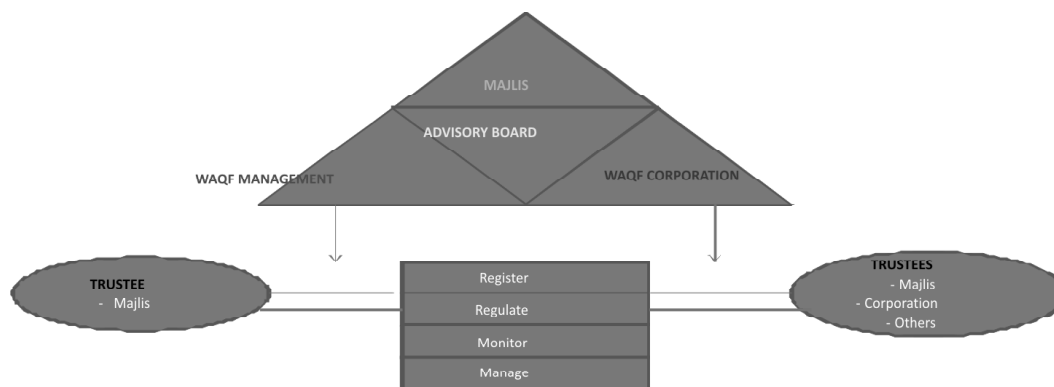 MAJLIS
ADVISORY BOARD
WAQF MANAGEMENT
WAQF CORPORATION
TRUSTEE
- Majlis
Register
Regulate
Monitor
Manage
TRUSTEES
- Majlis
- Corporation
- Others